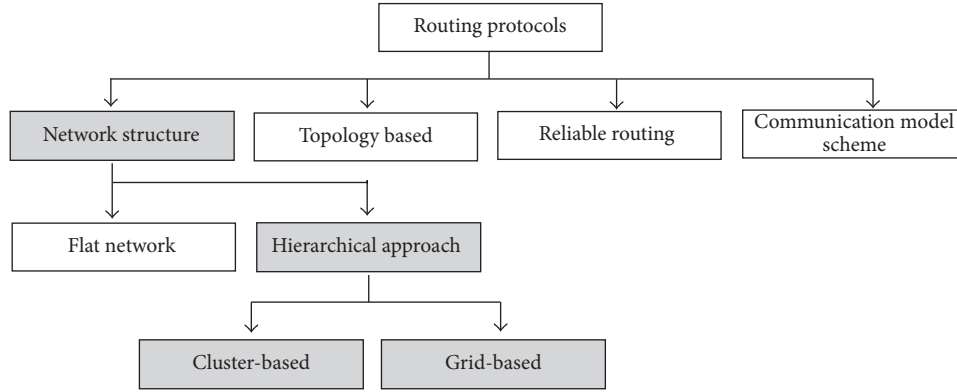 Routing protocols
Network structure
Topology based
Reliable routing
Communication model
scheme
Flat network
Hierarchical approach
Cluster-based
Grid-based